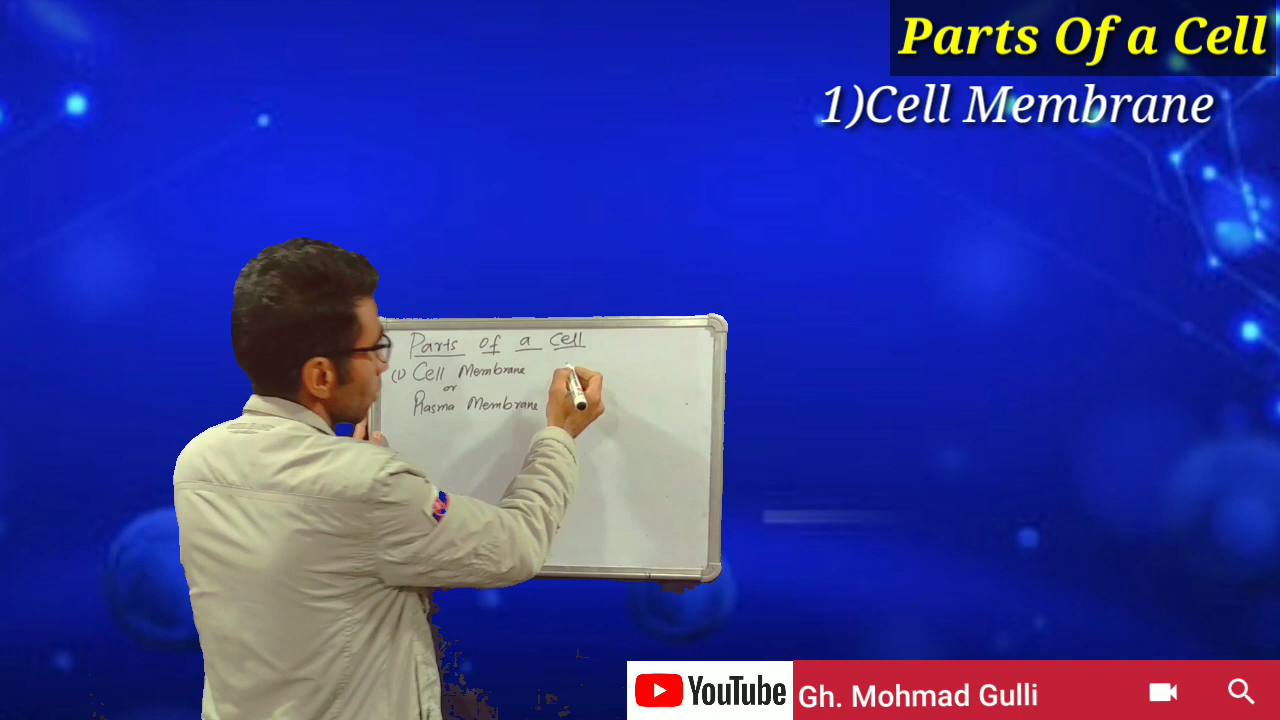 Parts Of a Cell
1)Cell Membrane
Parts of a Cell
(1) Cell Membrane
or
Plasma Membrane
YouTube Gh. Mohmad Gulli